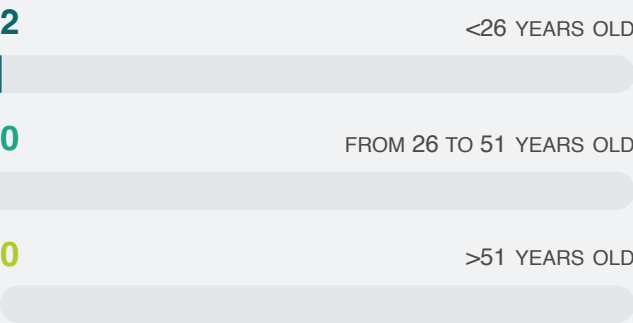 2 <26 YEARS OLD
0 FROM 26 TO 51 YEARS OLD
0 >51 YEARS OLD